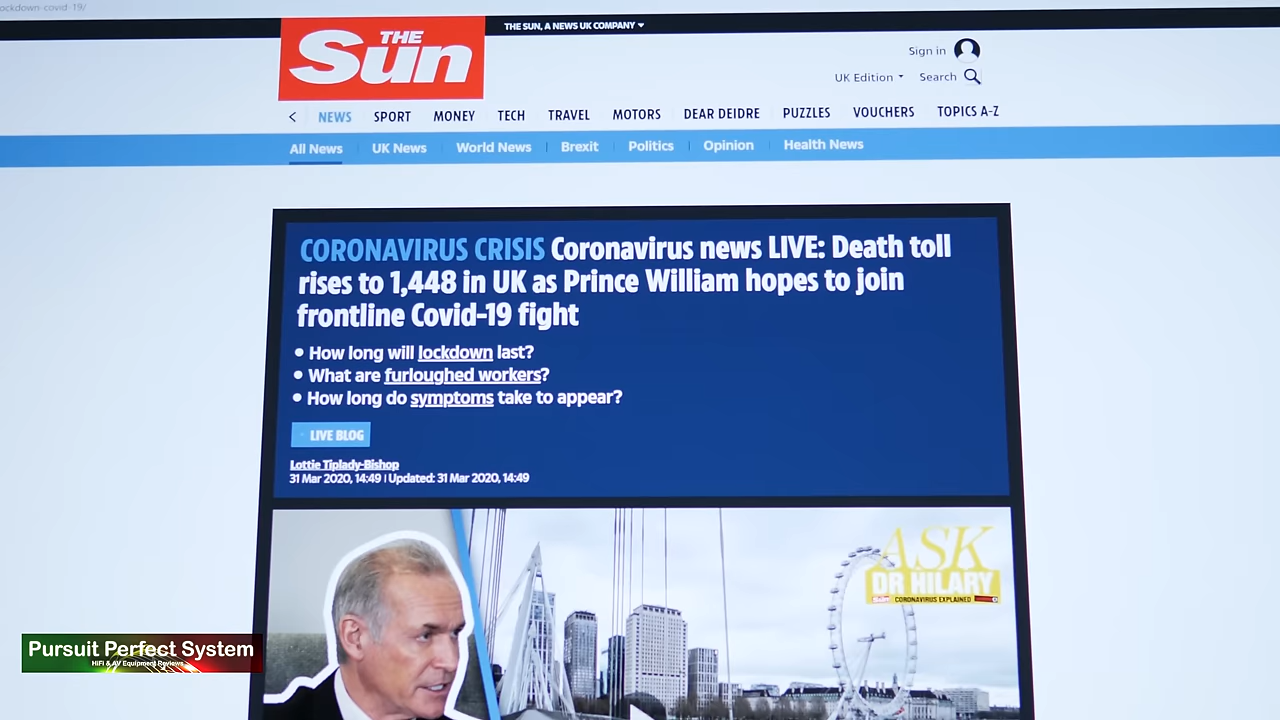 ockdown-covid-19/
THE SUN, A NEWS UK COMPANY
THE
Sun
Sign in
UK Edition Search
< NEWS SPORT MONEY TECH TRAVEL MOTORS DEAR DEIDRE PUZZLES VOUCHERS TOPICS A-Z
All News UK News World News Brexit Politics Opinion Health News
CORONAVIRUS CRISIS Coronavirus news LIVE: Death toll
rises to 1,448 in UK as Prince William hopes to join
frontline Covid-19 fight
• How long will lockdown last?
• What are furloughed workers?
• How long do symptoms take to appear?
LIVE BLOG
Lottie Tiplady-Bishop
31 Mar 2020, 14:49 | Updated: 31 Mar 2020, 14:49
ASK
DR HILARY
CORONAVIRUS EXPLAINED
Pursuit Perfect System
HiFi & AV Equipment Reviews